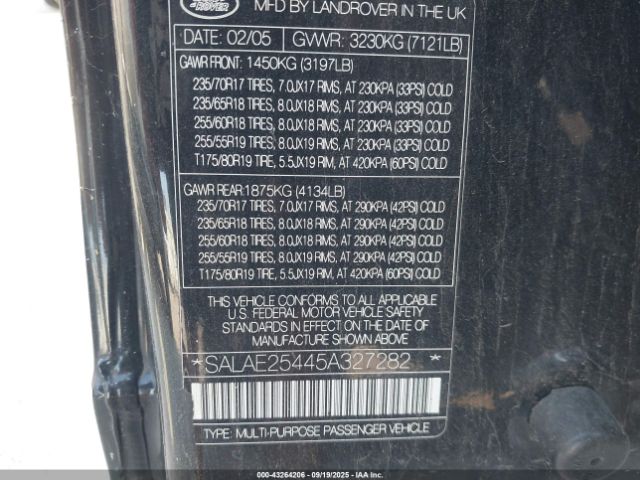 LAND ROVER
MFD BY LANDROVER IN THE UK
DATE: 02/05 GVWR: 3230KG (7121LB)
GAWR FRONT: 1450KG (3197LB)
235/70R17 TIRES, 7.0JX17 RIMS, AT 230KPA (33PSI) COLD
235/65R18 TIRES, 8.0JX18 RIMS, AT 230KPA (33PSI) COLD
255/60R18 TIRES, 8.0JX18 RIMS, AT 230KPA (33PSI) COLD
255/55R19 TIRES, 8.0JX19 RIMS, AT 230KPA (33PSI) COLD
T175/80R19 TIRE, 5.5JX19 RIM, AT 420KPA (60PSI) COLD
GAWR REAR: 1875KG (4134LB)
235/70R17 TIRES, 7.0JX17 RIMS, AT 290KPA (42PSI) COLD
235/65R18 TIRES, 8.0JX18 RIMS, AT 290KPA (42PSI) COLD
255/60R18 TIRES, 8.0JX18 RIMS, AT 290KPA (42PSI) COLD
255/55R19 TIRES, 8.0JX19 RIMS, AT 290KPA (42PSI) COLD
T175/80R19 TIRE, 5.5JX19 RIM, AT 420KPA (60PSI) COLD
THIS VEHICLE CONFORMS TO ALL APPLICABLE
U.S. FEDERAL MOTOR VEHICLE SAFETY
STANDARDS IN EFFECT ON THE DATE OF
MANUFACTURE SHOWN ABOVE
* SALAE25445A327282 *
TYPE: MULTI-PURPOSE PASSENGER VEHICLE
00-43264206 - 09/19/2025 - IAAI.COM